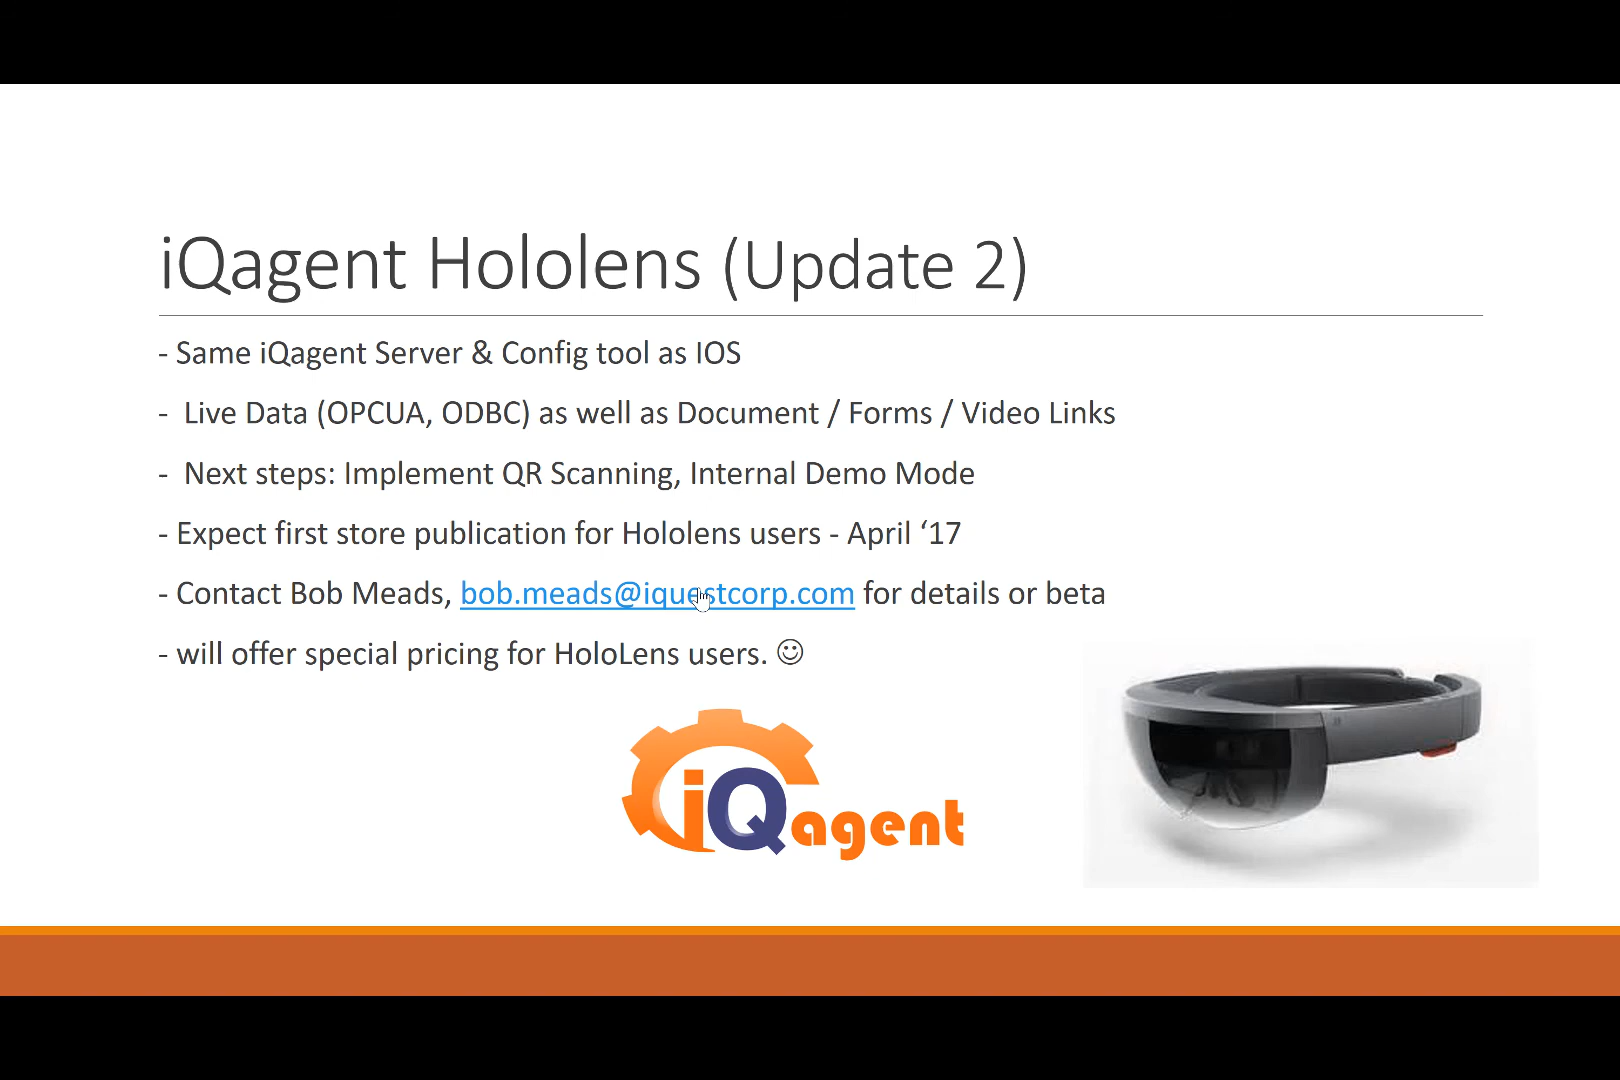 iQagent Hololens (Update 2)
- Same iQagent Server & Config tool as IOS
- Live Data (OPCUA, ODBC) as well as Document / Forms / Video Links
- Next steps: Implement QR Scanning, Internal Demo Mode
- Expect first store publication for Hololens users - April ‘17
- Contact Bob Meads, bob.meads@iquestcorp.com for details or beta
- will offer special pricing for HoloLens users. ☺
iQagent